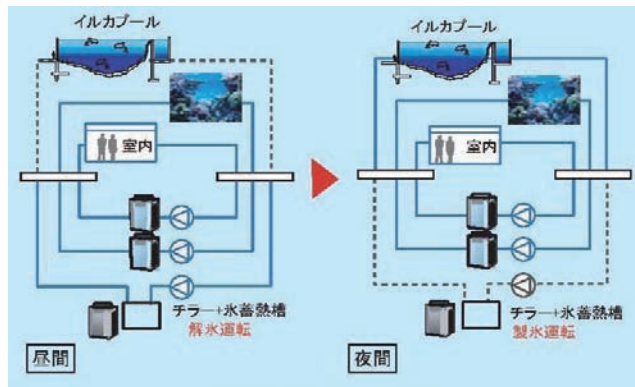 イルカプール
室内
チラー+氷蓄熱槽
解氷運転
昼間
イルカプール
室内
チラー+氷蓄熱槽
製氷運転
夜間